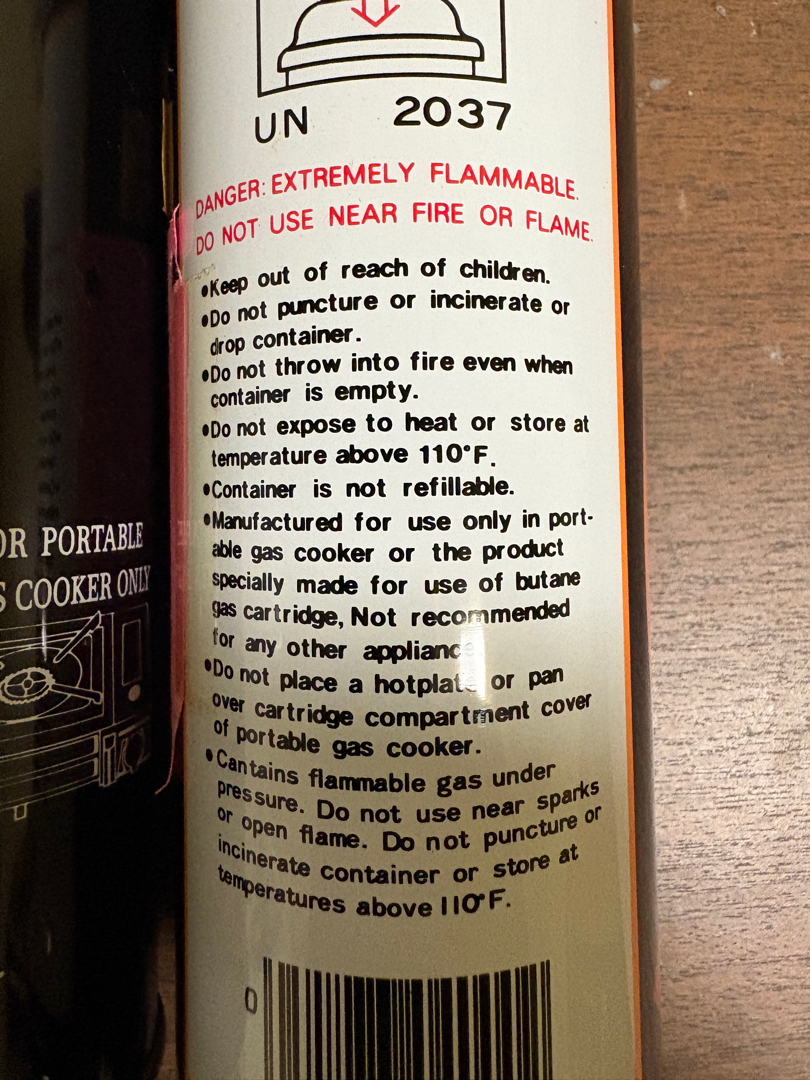 UN 2037
DANGER: EXTREMELY FLAMMABLE.
DO NOT USE NEAR FIRE OR FLAME.
•Keep out of reach of children.
•Do not puncture or incinerate or
drop container.
•Do not throw into fire even when
container is empty.
•Do not expose to heat or store at
temperature above 110°F.
•Container is not refillable.
•Manufactured for use only in port-
able gas cooker or the product
specially made for use of butane
gas cartridge, Not recommended
for any other applianc
•Do not place a hotplat or pan
over cartridge compartment cover
of portable gas cooker.
•Cantains flammable gas under
pressure. Do not use near sparks
or open flame. Do not puncture or
incinerate container or store at
temperatures above 110°F.
0
OR PORTABLE
S COOKER ONLY